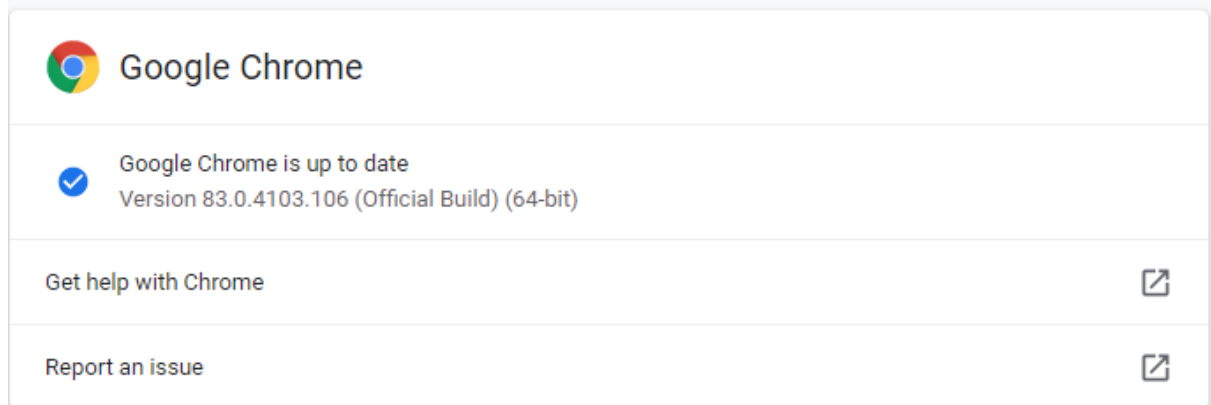 Google Chrome
Google Chrome is up to date
Version 83.0.4103.106 (Official Build) (64-bit)
Get help with Chrome
Report an issue